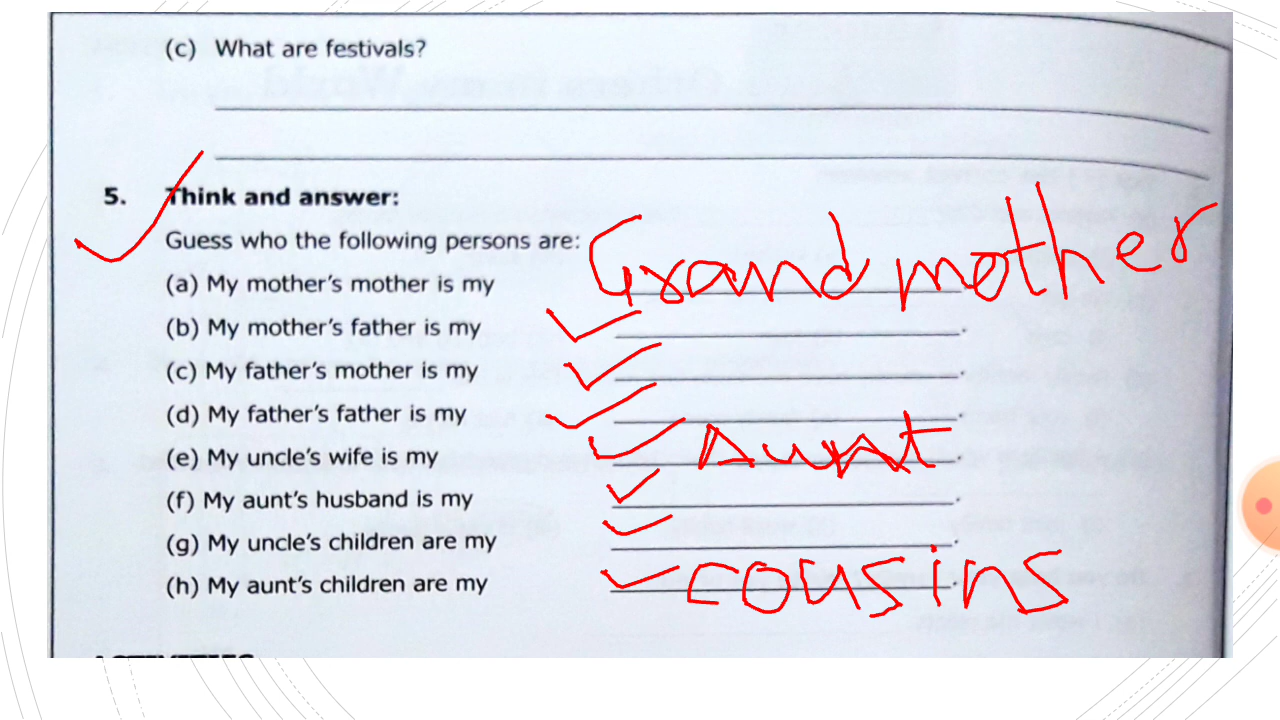 (c) What are festivals?
5. Think and answer:
Guess who the following persons are:
(a) My mother's mother is my Grand mother
(b) My mother's father is my
(c) My father's mother is my
(d) My father's father is my
(e) My uncle's wife is my Aunt
(f) My aunt's husband is my
(g) My uncle's children are my
(h) My aunt's children are my cousins